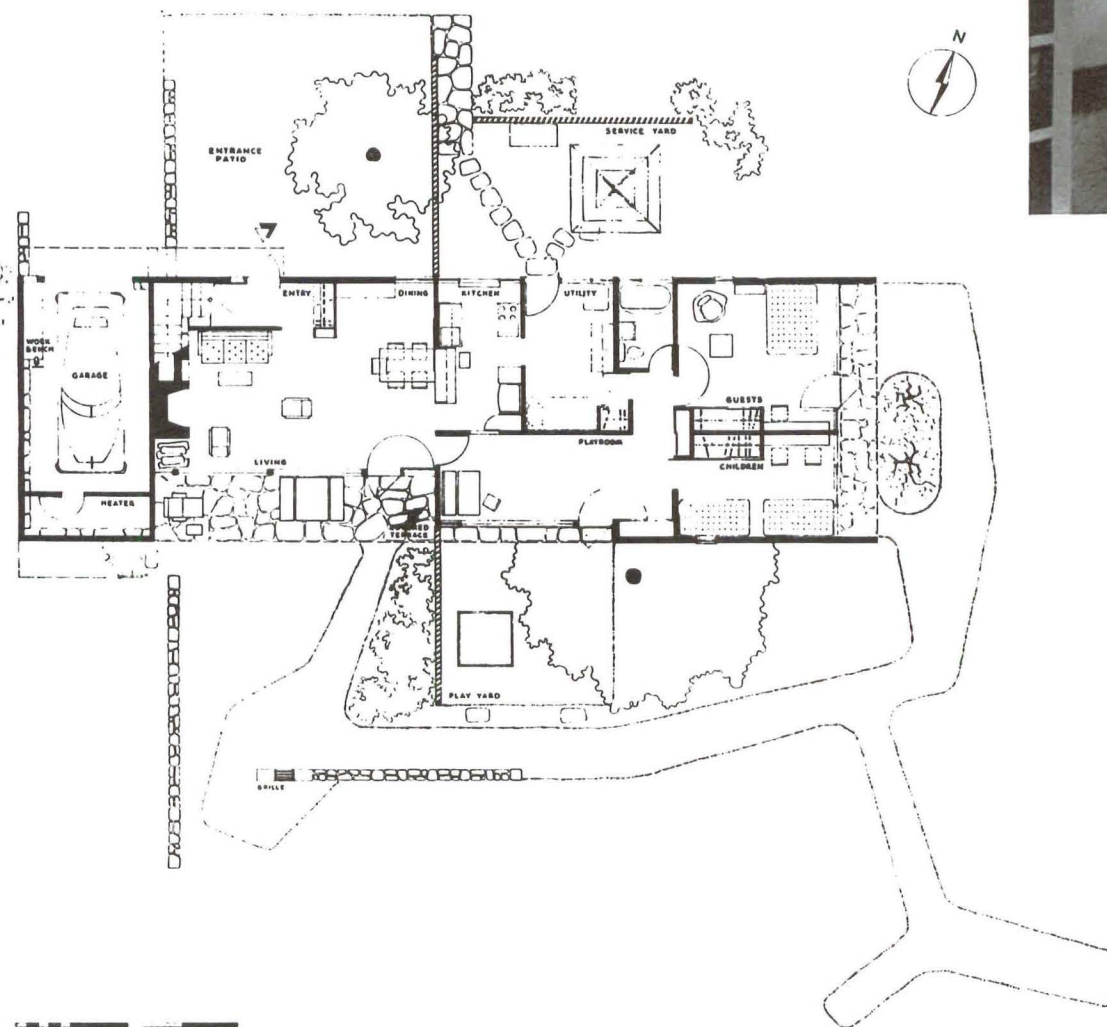 N
SERVICE YARD
ENTRANCE
PATIO
ENTRY
DINING
KITCHEN
UTILITY
WORK
BENCH
GARAGE
GUESTS
PLAYROOM
LIVING
CHILDREN
HEATER
COVERED
TERRACE
PLAY YARD
GRILLE